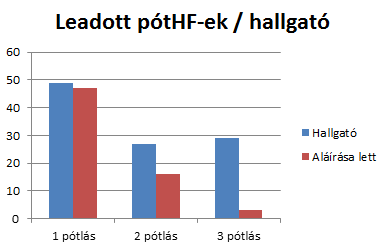 Leadott pótHF-ek / hallgató
60
50
40
30
20
10
0
1 pótlás 2 pótlás 3 pótlás
Hallgató
Aláírása lett